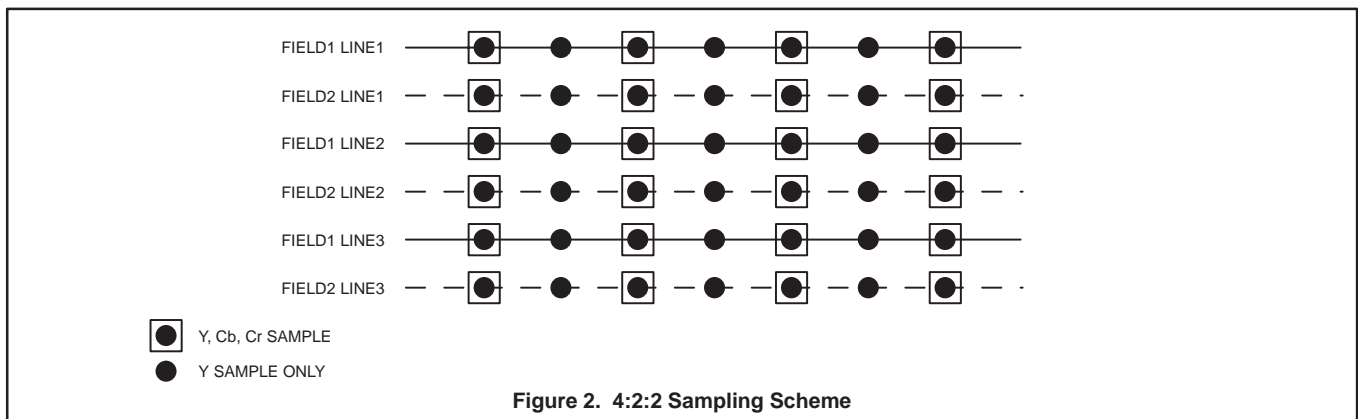 FIELD1 LINE1
FIELD2 LINE1
FIELD1 LINE2
FIELD2 LINE2
FIELD1 LINE3
FIELD2 LINE3
Y, Cb, Cr SAMPLE
Y SAMPLE ONLY
Figure 2. 4:2:2 Sampling Scheme